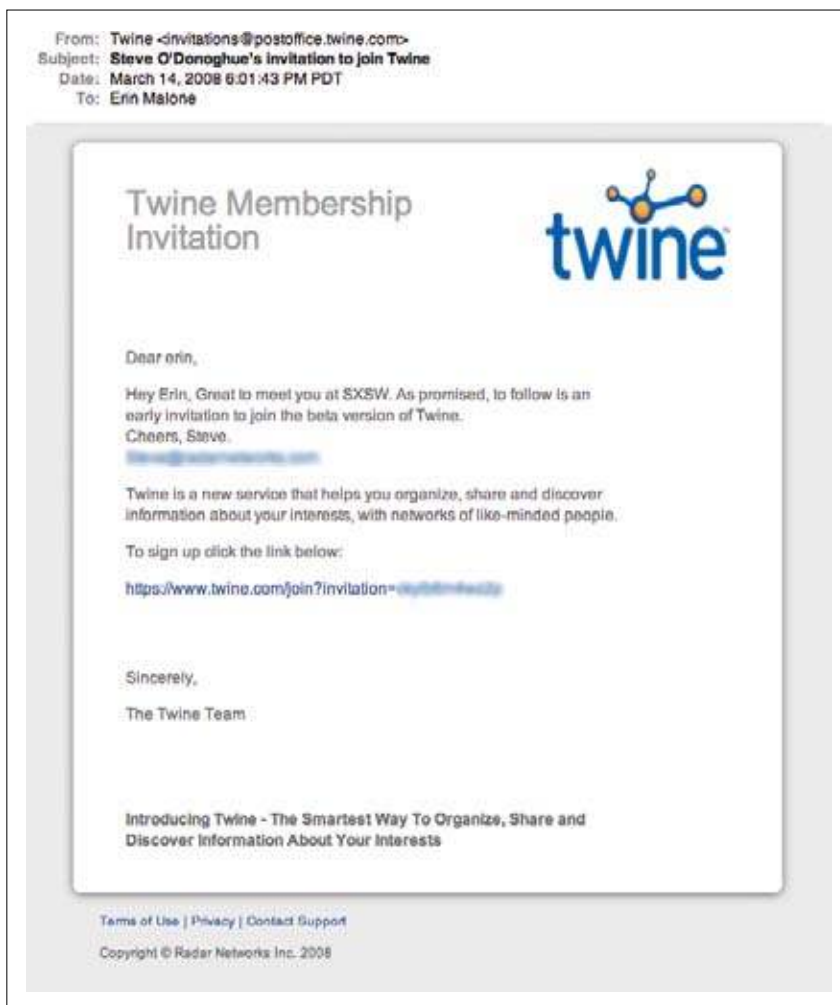 From: Twine <invitations@postoffice.twine.com>
Subject: Steve O'Donoghue's invitation to join Twine
Date: March 14, 2008 6:01:43 PM PDT
To: Erin Malone
Twine Membership
Invitation
twine
Dear erin,
Hey Erin, Great to meet you at SXSW. As promised, to follow is an
early invitation to join the beta version of Twine.
Cheers, Steve.
Twine is a new service that helps you organize, share and discover
information about your interests, with networks of like-minded people.
To sign up click the link below:
https://www.twine.com/join?invitation=
Sincerely,
The Twine Team
Introducing Twine - The Smartest Way To Organize, Share and
Discover Information About Your Interests
Terms of Use | Privacy | Contact Support
Copyright © Radar Networks Inc. 2008